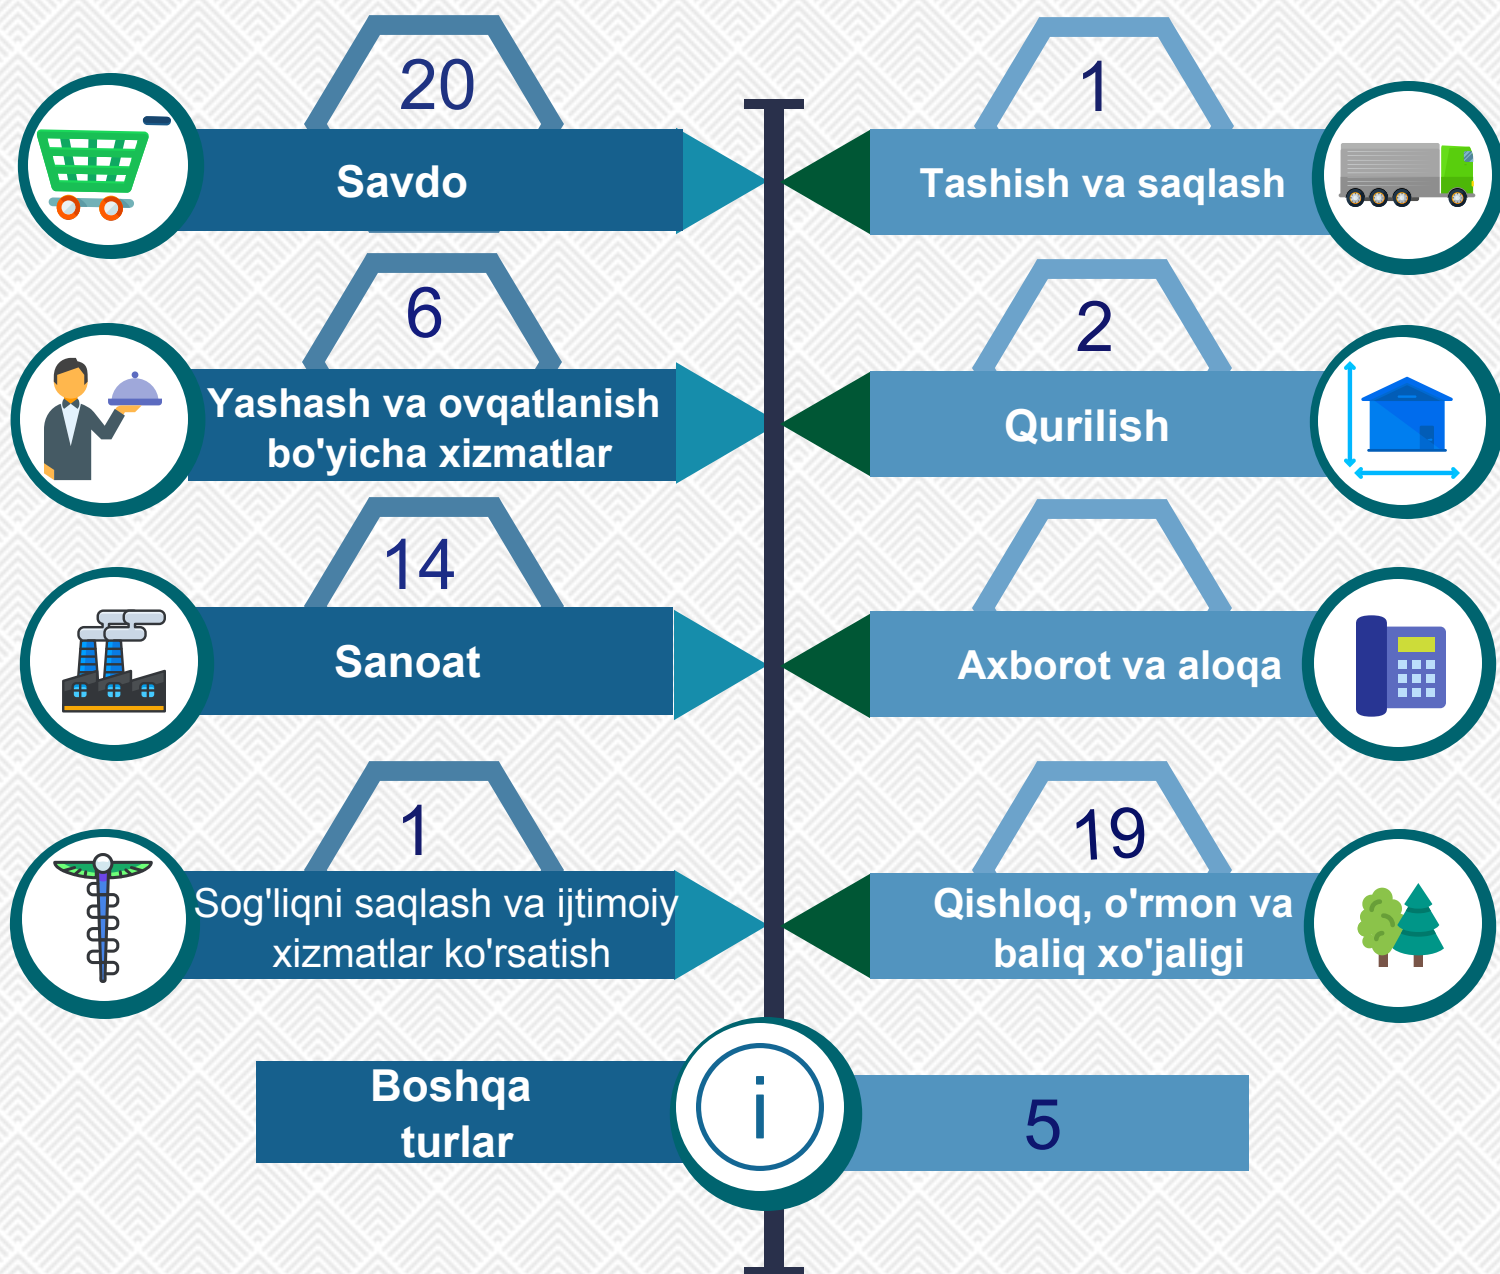 20
Savdo
1
Tashish va saqlash
6
Yashash va ovqatlanish
bo'yicha xizmatlar
2
Qurilish
14
Sanoat
Axborot va aloqa
1
Sog'liqni saqlash va ijtimoiy
xizmatlar ko'rsatish
19
Qishloq, o'rmon va
baliq xo'jaligi
Boshqa
turlar
i
5